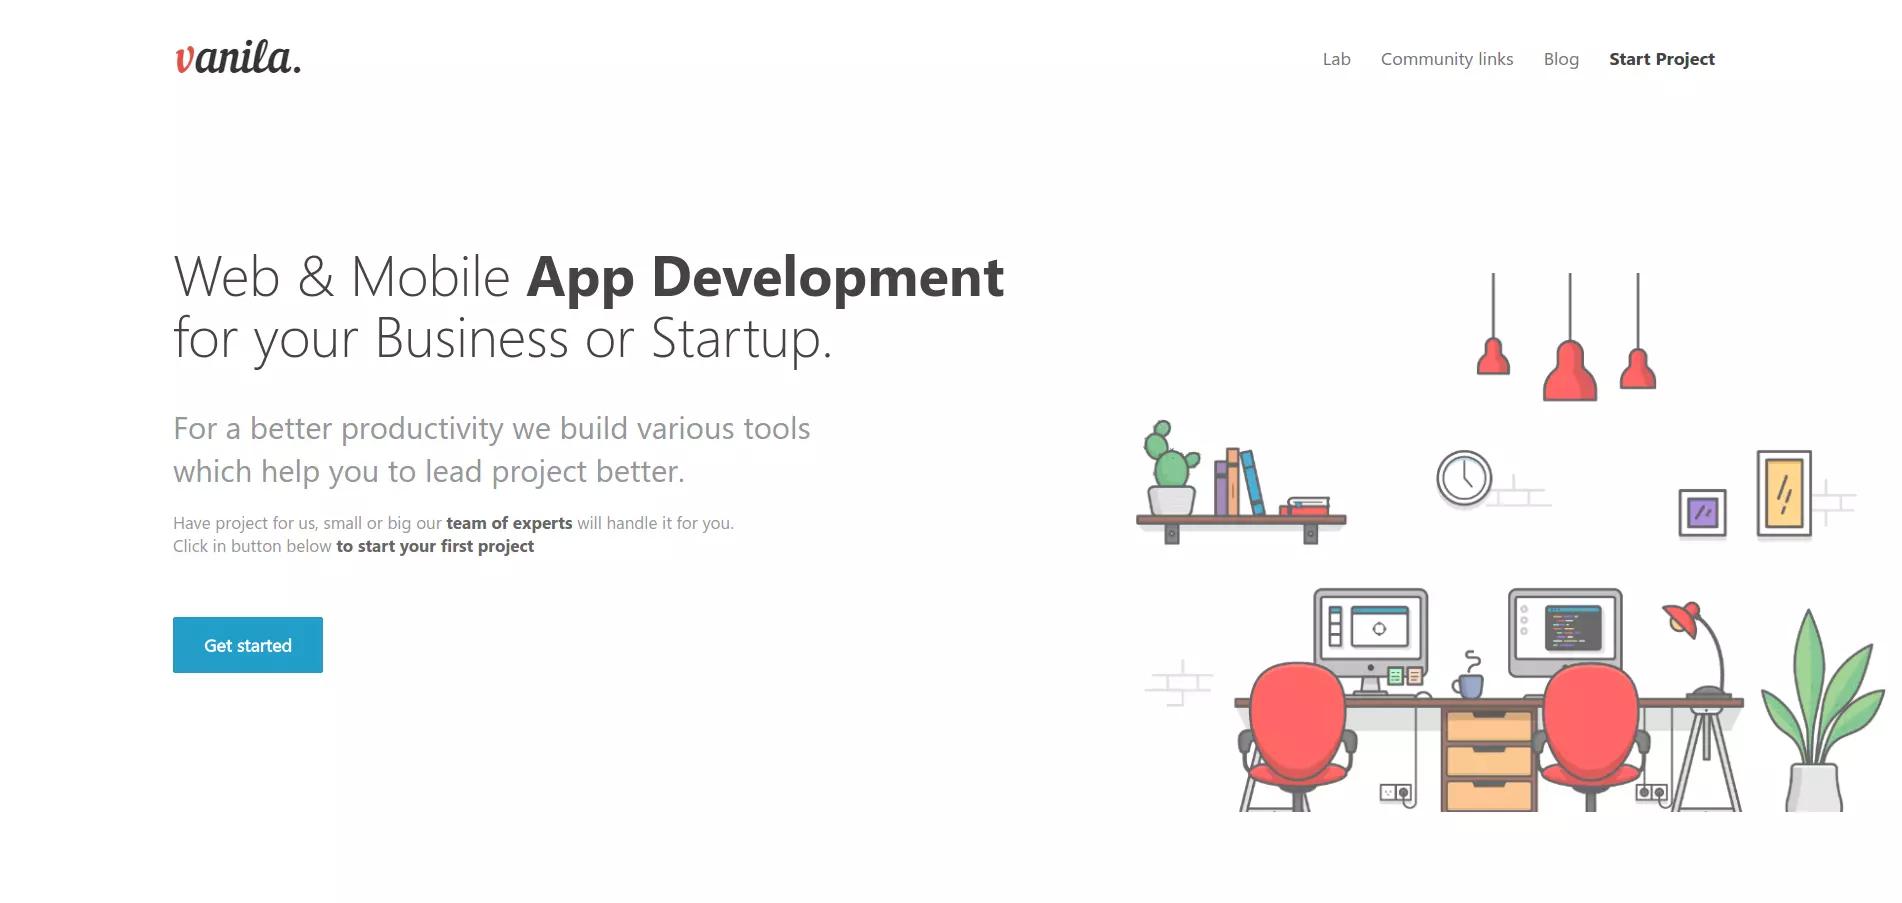 vanila.
Lab
Community links
Blog
Start Project
Web & Mobile App Development
for your Business or Startup.
For a better productivity we build various tools
which help you to lead project better.
Have project for us, small or big our team of experts will handle it for you.
Click in button below to start your first project
Get started